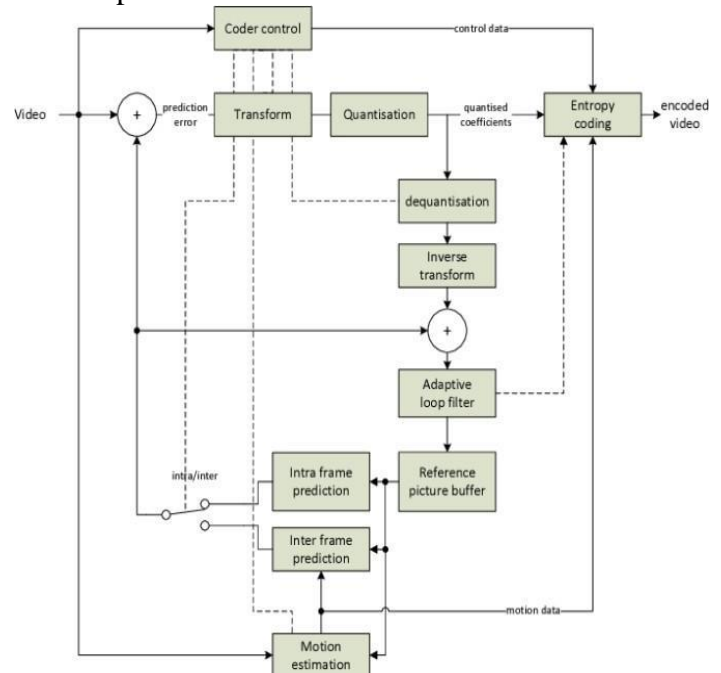 Coder control
control data
Video
+
prediction
error
Transform
Quantisation
quantised
coefficients
Entropy
coding
encoded
video
dequantisation
Inverse
transform
+
Adaptive
loop filter
intra/inter
Intra frame
prediction
Reference
picture buffer
Inter frame
prediction
motion data
Motion
estimation